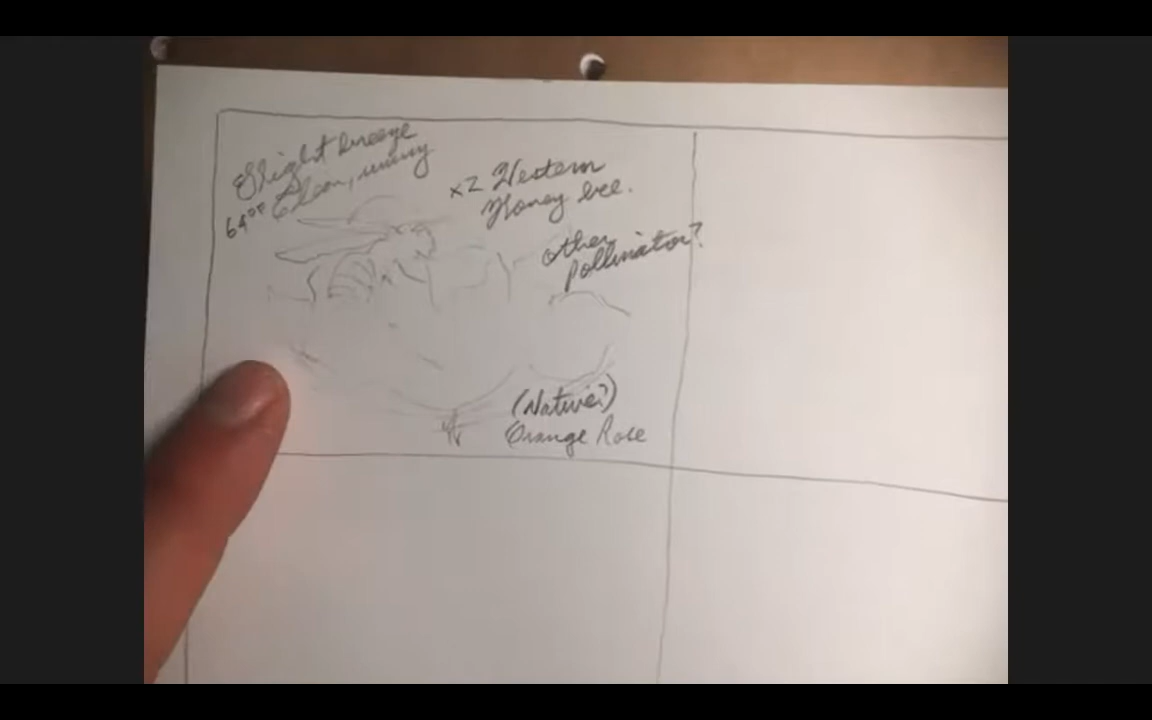 Slight breeze
64°F Clear, sunny
x2 Western
Honey bee.
other
pollinator?
(Native?)
Orange Rose